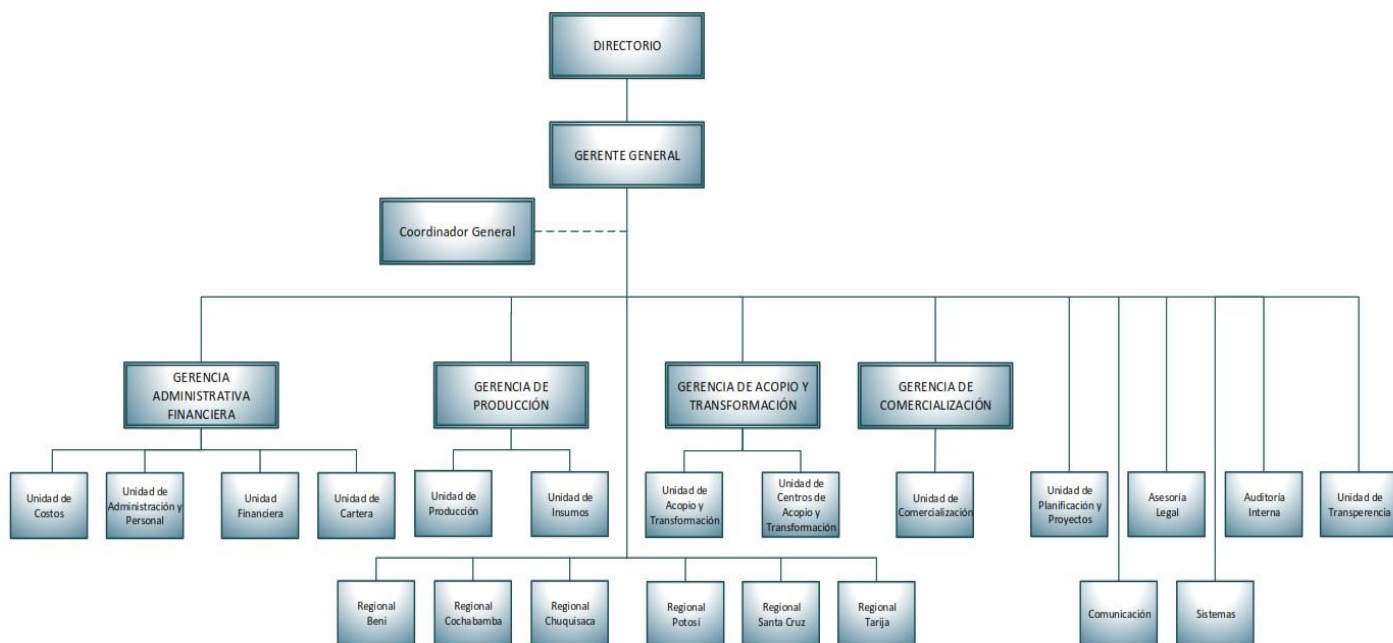 DIRECTORIO
GERENTE GENERAL
Coordinador General
GERENCIA
ADMINISTRATIVA
FINANCIERA
GERENCIA DE
PRODUCCIÓN
GERENCIA DE ACOPIO Y
TRANSFORMACIÓN
GERENCIA DE
COMERCIALIZACIÓN
Unidad de
Costos
Unidad de
Administración y
Personal
Unidad
Financiera
Unidad de
Cartera
Unidad de
Producción
Unidad de
Insumos
Unidad de
Acopio y
Transformación
Unidad de
Centros de
Acopio y
Transformación
Unidad de
Comercialización
Unidad de
Planificación y
Proyectos
Asesoría
Legal
Auditoría
Interna
Unidad de
Transperencia
Regional
Beni
Regional
Cochabamba
Regional
Chuquisaca
Regional
Potosí
Regional
Santa Cruz
Regional
Tarija
Comunicación
Sistemas